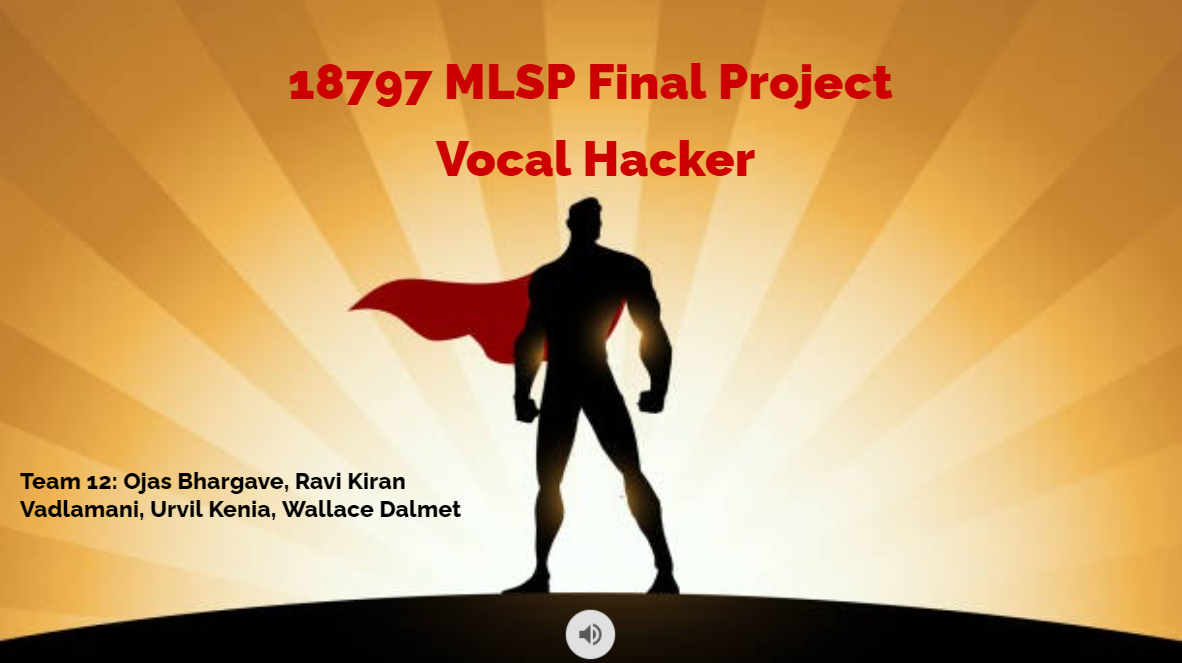 18797 MLSP Final Project
Vocal Hacker
Team 12: Ojas Bhargave, Ravi Kiran
Vadlamani, Urvil Kenia, Wallace Dalmet